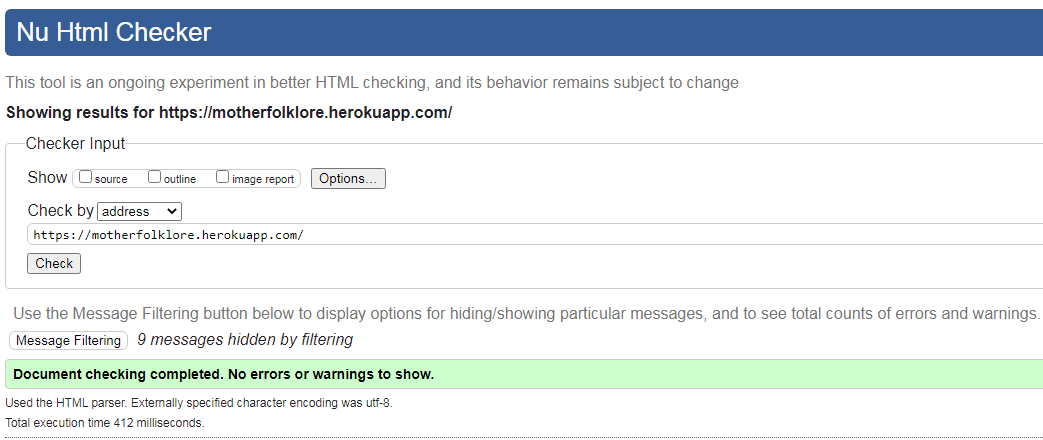 Nu Html Checker
This tool is an ongoing experiment in better HTML checking, and its behavior remains subject to change
Showing results for https://motherfolklore.herokuapp.com/
Checker Input
Show source outline image report Options...
Check by address
https://motherfolklore.herokuapp.com/
Check
Use the Message Filtering button below to display options for hiding/showing particular messages, and to see total counts of errors and warnings.
Message Filtering 9 messages hidden by filtering
Document checking completed. No errors or warnings to show.
Used the HTML parser. Externally specified character encoding was utf-8.
Total execution time 412 milliseconds.